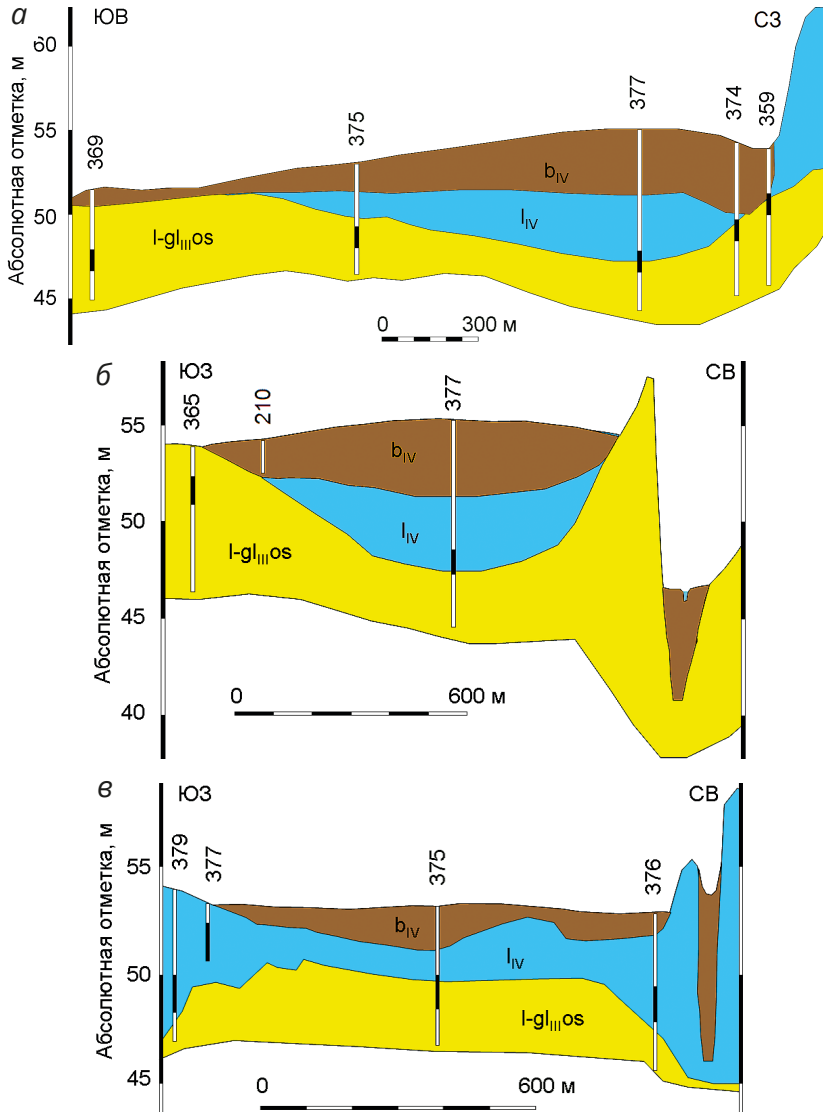 а
ЮВ
СЗ
Абсолютная отметка, м
60
55
50
45
369
375
377
374
359
bIV
lIV
l-glIIIos
0 300 м
б
ЮЗ
СВ
Абсолютная отметка, м
55
50
45
40
365
210
377
bIV
lIV
l-glIIIos
0 600 м
в
ЮЗ
СВ
Абсолютная отметка, м
55
50
45
379
377
375
376
bIV
lIV
l-glIIIos
0 600 м